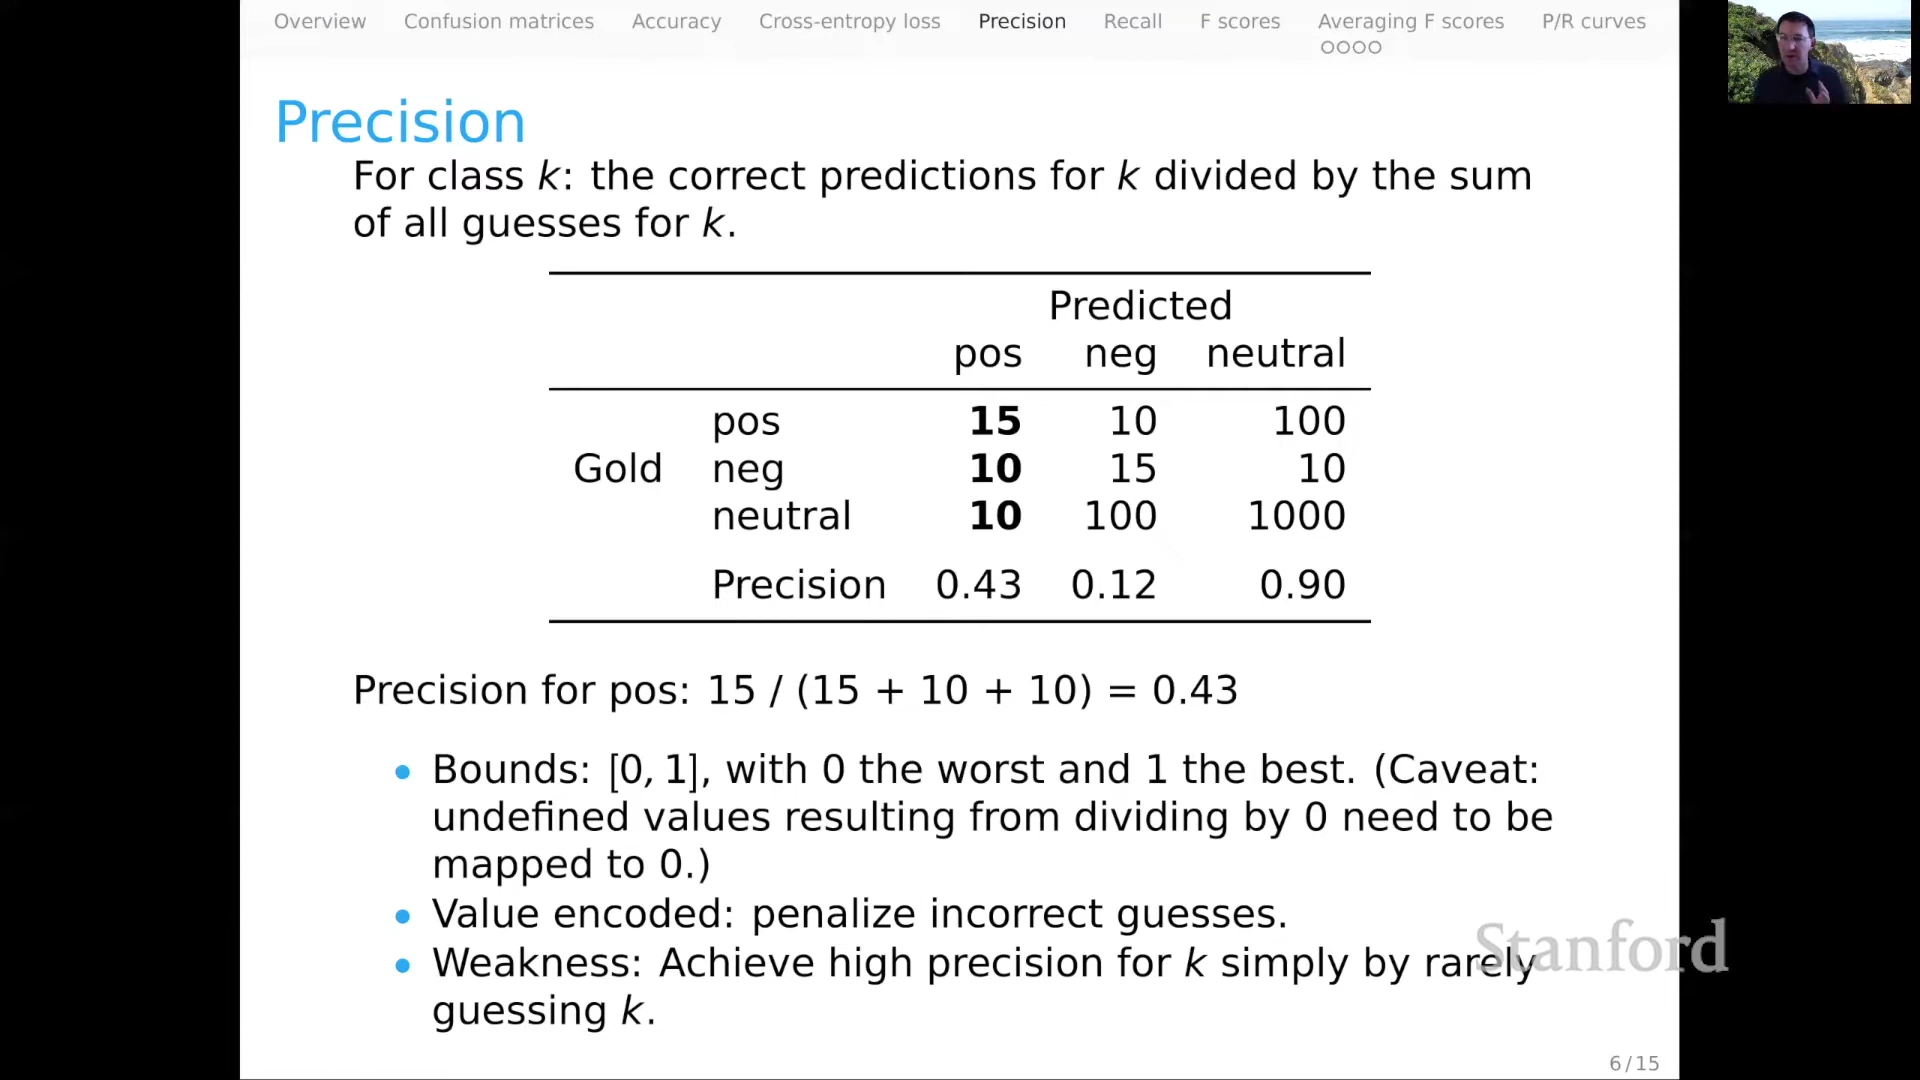 Overview Confusion matrices Accuracy Cross-entropy loss Precision Recall F scores Averaging F scores P/R curves
Precision
For class k: the correct predictions for k divided by the sum
of all guesses for k.
Predicted
pos neg neutral
pos 15 10 100
Gold neg 10 15 10
neutral 10 100 1000
Precision 0.43 0.12 0.90
Precision for pos: 15 / (15 + 10 + 10) = 0.43
• Bounds: [0, 1], with 0 the worst and 1 the best. (Caveat:
undefined values resulting from dividing by 0 need to be
mapped to 0.)
• Value encoded: penalize incorrect guesses.
• Weakness: Achieve high precision for k simply by rarely
guessing k.
Stanford
6/15